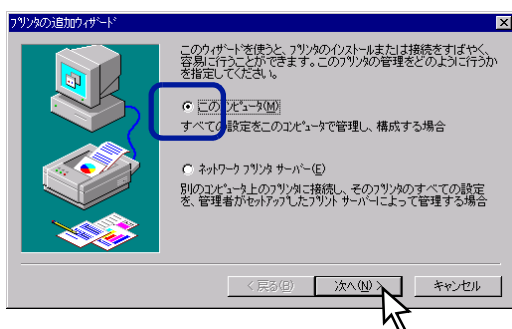 プリンタの追加ウィザード
このウィザードを使うと、プリンタのインストールまたは接続をすばやく、
容易に行うことができます。このプリンタの管理をどのように行うか
を指定してください。
このコンピュータ(M)
すべての設定をこのコンピュータで管理し、構成する場合
ネットワーク プリンタ サーバー(E)
別のコンピュータ上のプリンタに接続し、そのプリンタのすべての設定
を、管理者がセットアップしたプリント サーバーによって管理する場合
< 戻る(B)
次へ(N) >
キャンセル